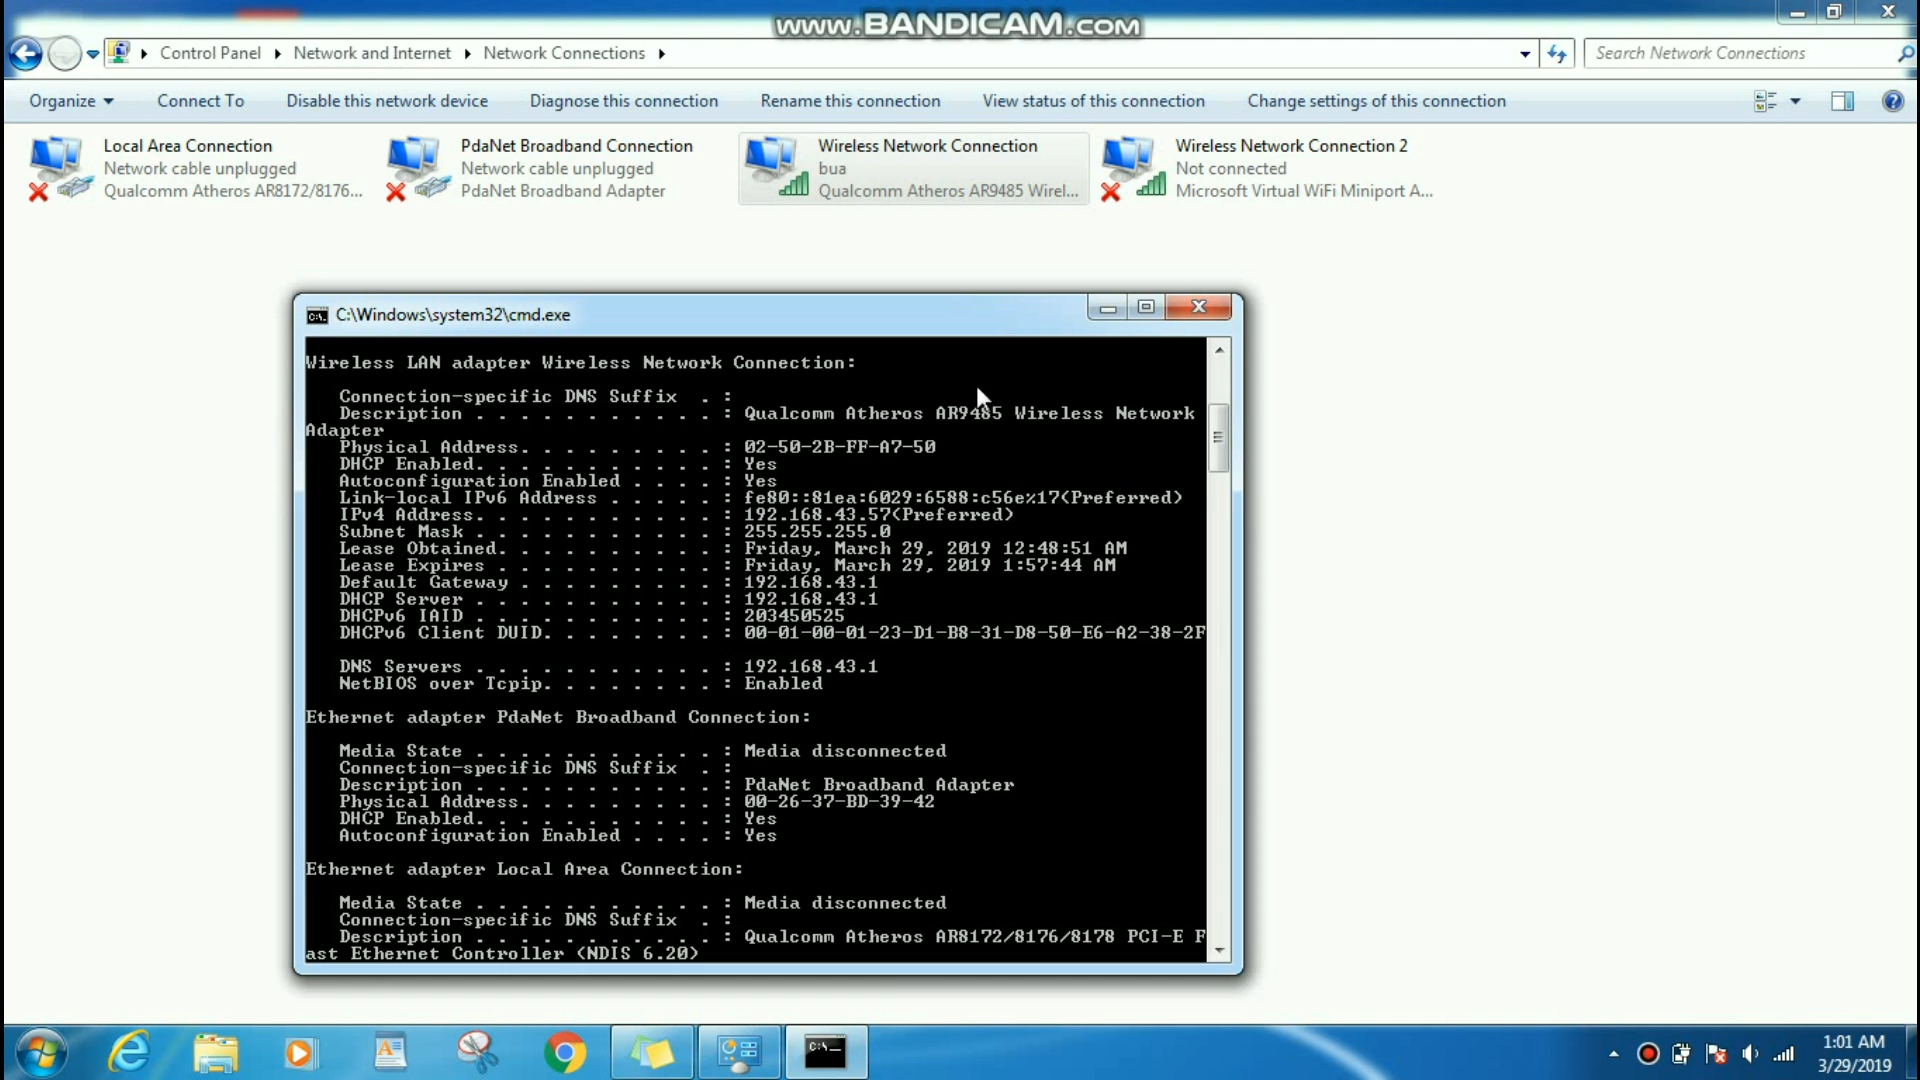 www.BANDICAM.com
Control Panel
Network and Internet
Network Connections
Search Network Connections
Organize
Connect To
Disable this network device
Diagnose this connection
Rename this connection
View status of this connection
Change settings of this connection
Local Area Connection
Network cable unplugged
Qualcomm Atheros AR8172/8176...
PdaNet Broadband Connection
Network cable unplugged
PdaNet Broadband Adapter
Wireless Network Connection
bua
Qualcomm Atheros AR9485 Wirel...
Wireless Network Connection 2
Not connected
Microsoft Virtual WiFi Miniport A...
C:\Windows\system32\cmd.exe
Wireless LAN adapter Wireless Network Connection:
Connection-specific DNS Suffix . :
Description . . . . . . . . . . . : Qualcomm Atheros AR9485 Wireless Network
Adapter
Physical Address. . . . . . . . . : 02-50-2B-FF-A7-50
DHCP Enabled. . . . . . . . . . . : Yes
Autoconfiguration Enabled . . . . : Yes
Link-local IPv6 Address . . . . . : fe80::81ea:6029:6588:c56e%17(Preferred)
IPv4 Address. . . . . . . . . . . : 192.168.43.57(Preferred)
Subnet Mask . . . . . . . . . . . : 255.255.255.0
Lease Obtained. . . . . . . . . . : Friday, March 29, 2019 12:48:51 AM
Lease Expires . . . . . . . . . . : Friday, March 29, 2019 1:57:44 AM
Default Gateway . . . . . . . . . : 192.168.43.1
DHCP Server . . . . . . . . . . . : 192.168.43.1
DHCPv6 IAID . . . . . . . . . . . : 203450525
DHCPv6 Client DUID. . . . . . . . : 00-01-00-01-23-D1-B8-31-D8-50-E6-A2-38-2F
DNS Servers . . . . . . . . . . . : 192.168.43.1
NetBIOS over Tcpip. . . . . . . . : Enabled
Ethernet adapter PdaNet Broadband Connection:
Media State . . . . . . . . . . . : Media disconnected
Connection-specific DNS Suffix . :
Description . . . . . . . . . . . : PdaNet Broadband Adapter
Physical Address. . . . . . . . . : 00-26-37-BD-39-42
DHCP Enabled. . . . . . . . . . . : Yes
Autoconfiguration Enabled . . . . : Yes
Ethernet adapter Local Area Connection:
Media State . . . . . . . . . . . : Media disconnected
Connection-specific DNS Suffix . :
Description . . . . . . . . . . . : Qualcomm Atheros AR8172/8176/8178 PCI-E F
ast Ethernet Controller (NDIS 6.20)
1:01 AM
3/29/2019